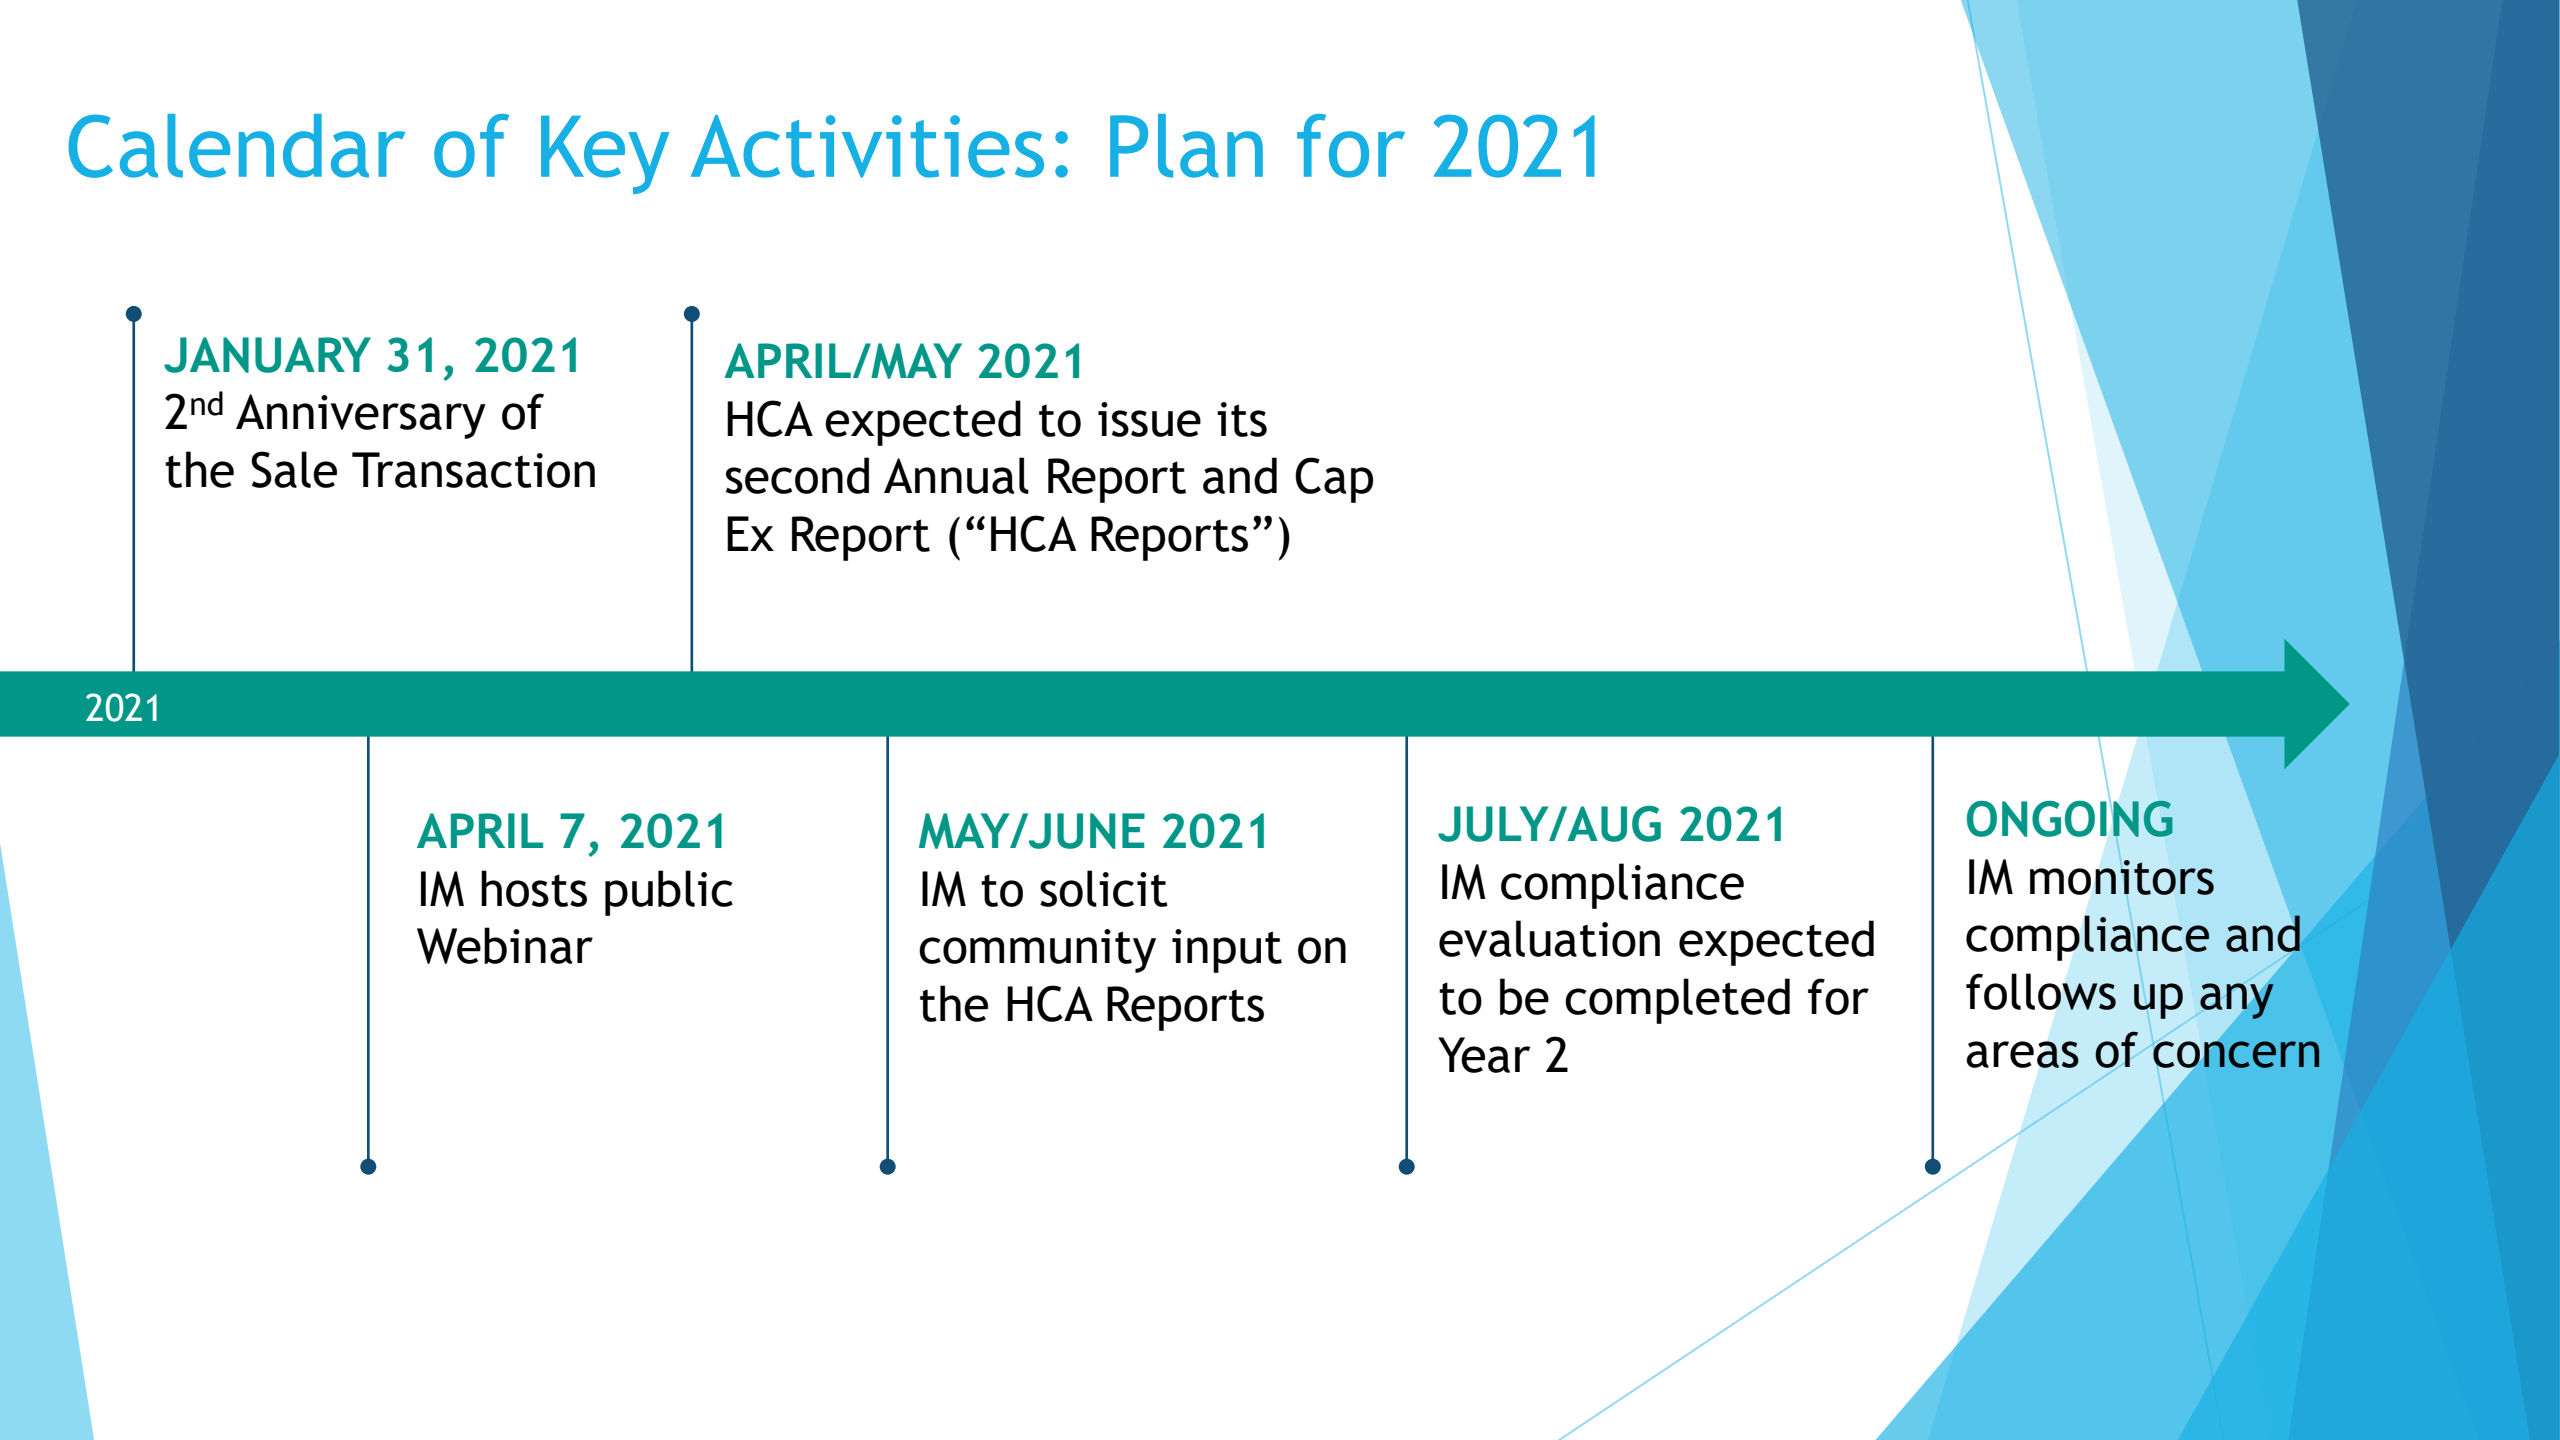 Calendar of Key Activities: Plan for 2021
JANUARY 31, 2021
2nd Anniversary of
the Sale Transaction
APRIL/MAY 2021
HCA expected to issue its
second Annual Report and Cap
Ex Report (“HCA Reports”)
2021
APRIL 7, 2021
IM hosts public
Webinar
MAY/JUNE 2021
IM to solicit
community input on
the HCA Reports
JULY/AUG 2021
IM compliance
evaluation expected
to be completed for
Year 2
ONGOING
IM monitors
compliance and
follows up any
areas of concern